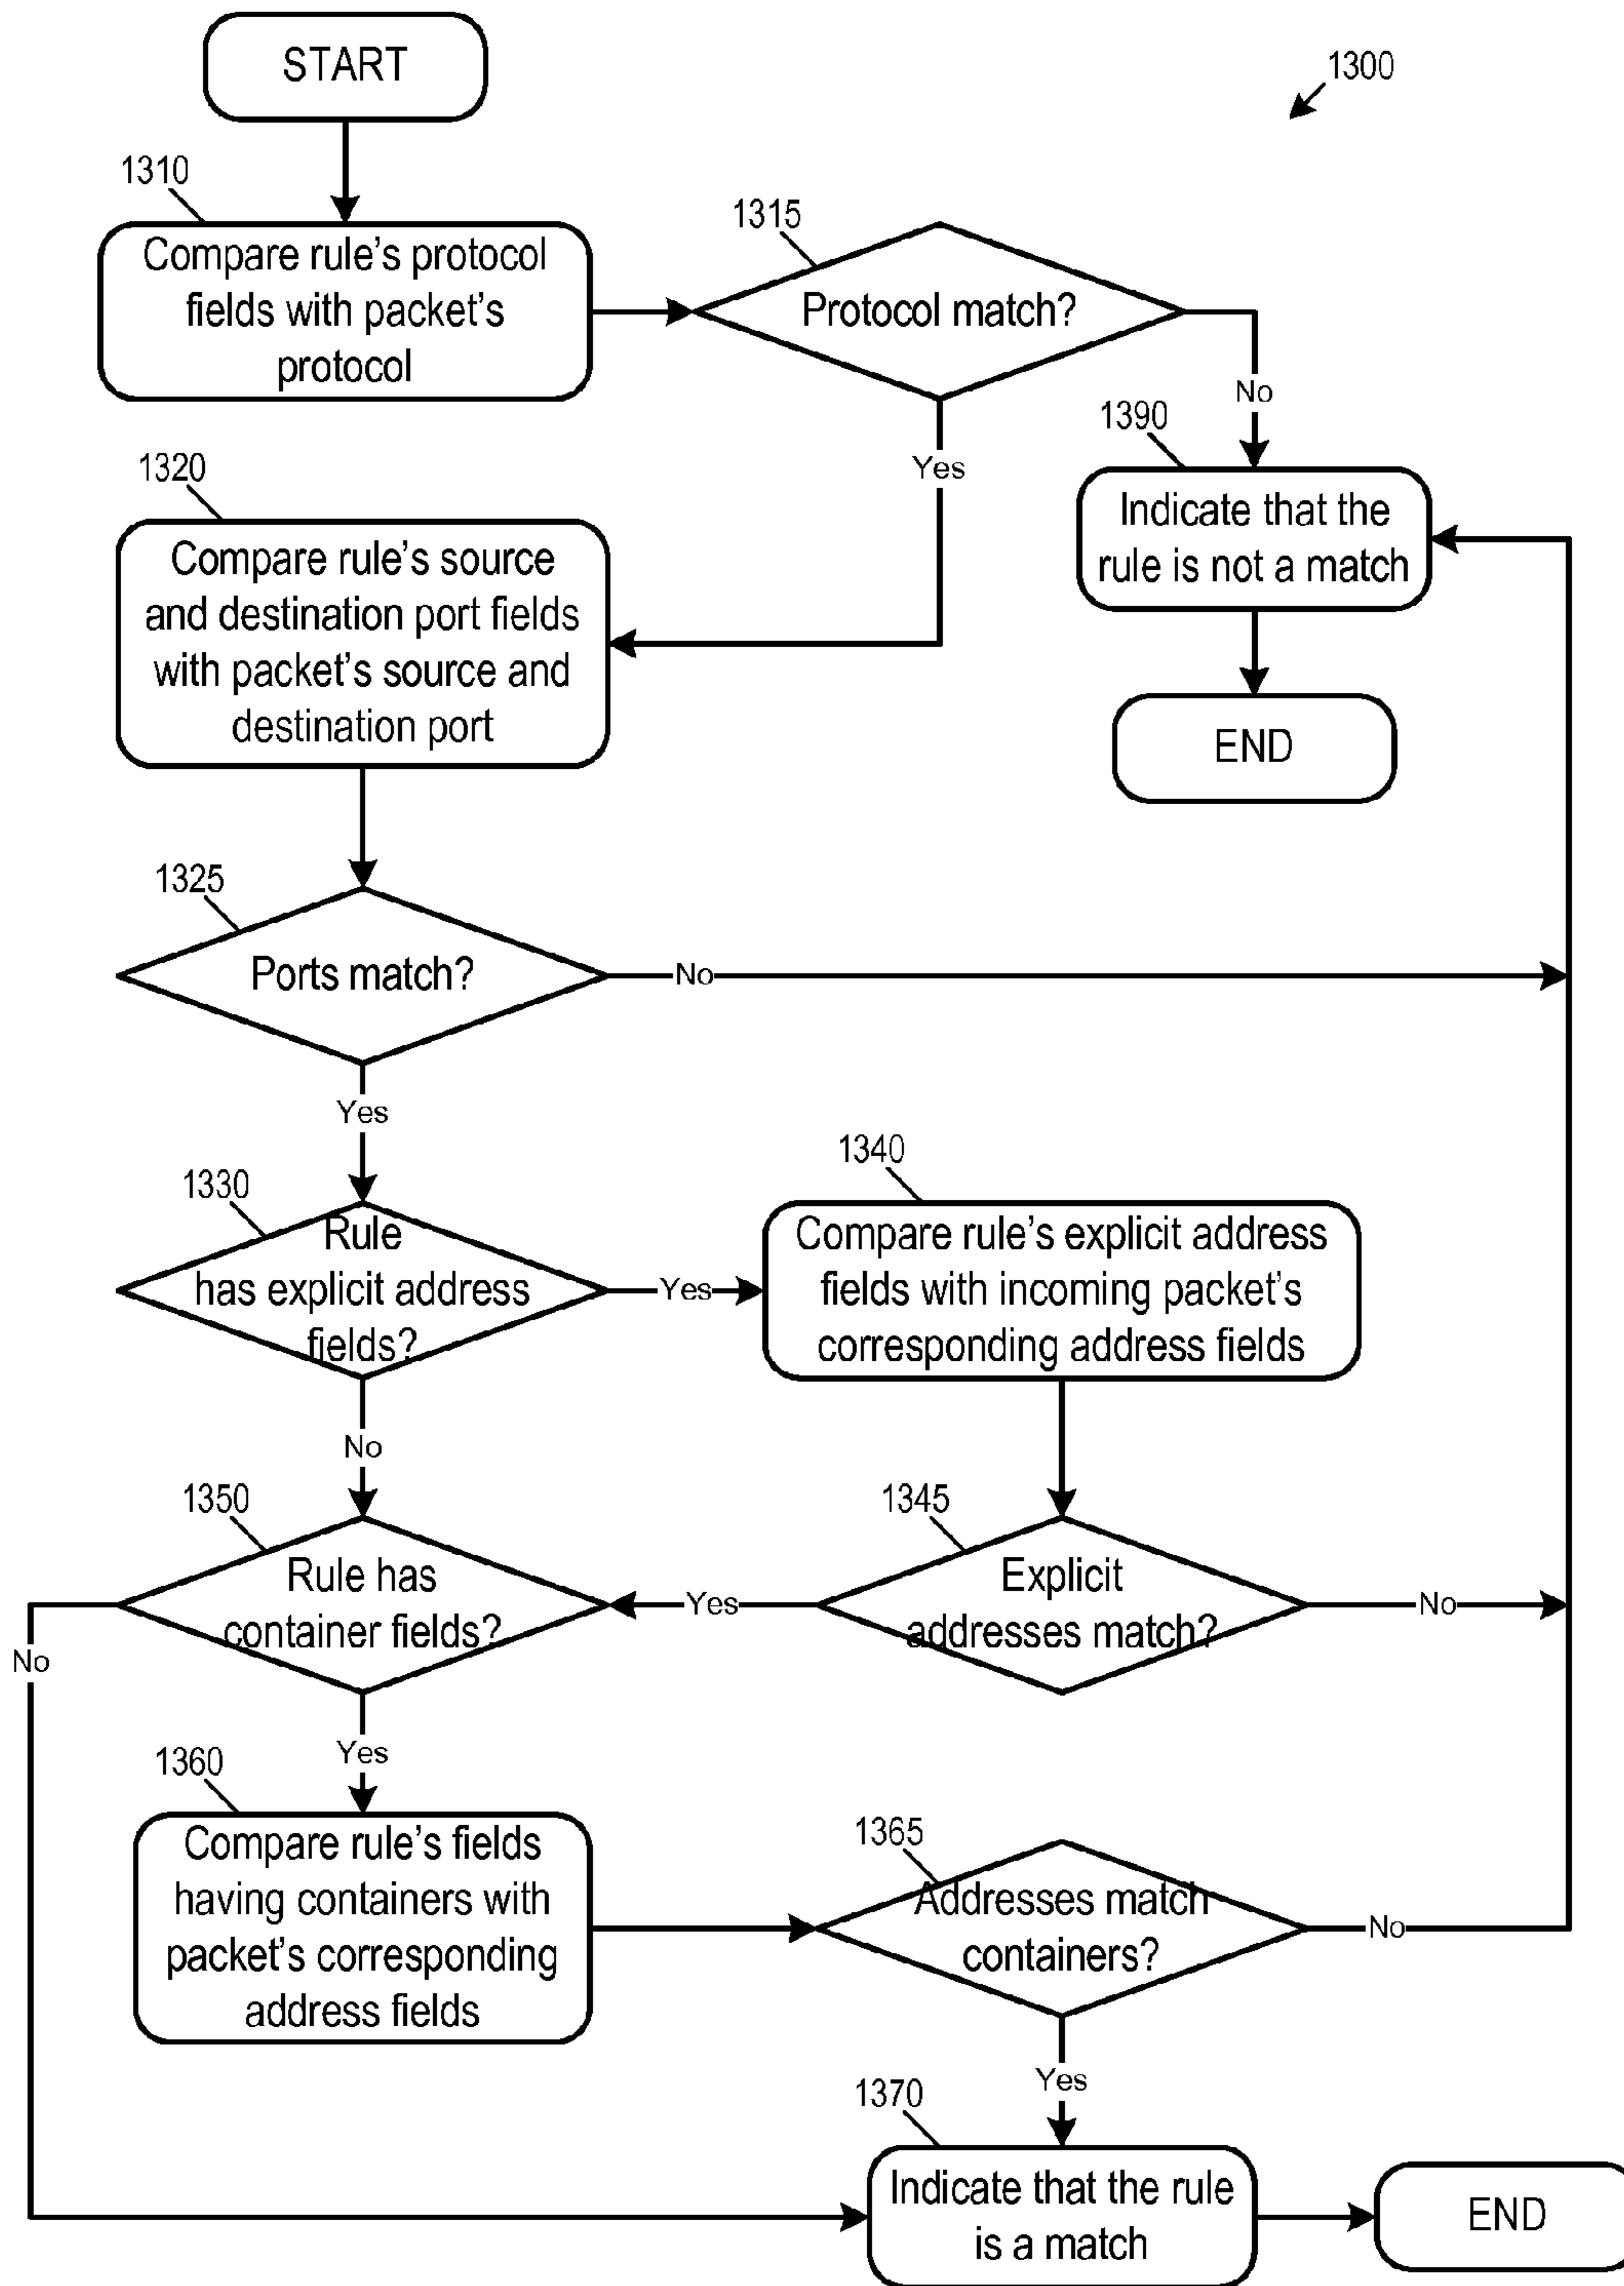 START
1300
1310
Compare rule's protocol
fields with packet's
protocol
1315
Protocol match?
No
Yes
1390
Indicate that the
rule is not a match
END
1320
Compare rule's source
and destination port fields
with packet's source and
destination port
1325
Ports match?
No
Yes
1330
Rule
has explicit address
fields?
Yes
No
1340
Compare rule's explicit address
fields with incoming packet's
corresponding address fields
1345
Explicit
addresses match?
Yes
No
1350
Rule has
container fields?
No
Yes
1360
Compare rule's fields
having containers with
packet's corresponding
address fields
1365
Addresses match
containers?
No
Yes
1370
Indicate that the rule
is a match
END